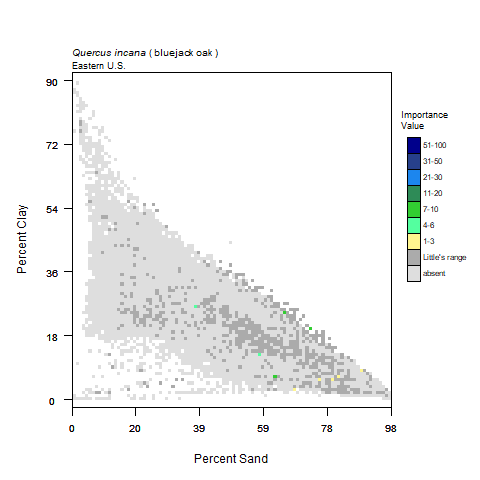 Quercus incana ( bluejack oak )
Eastern U.S.
90
72
54
36
18
0
Percent Clay
0
20
39
59
78
98
Percent Sand
Importance
Value
51-100
31-50
21-30
11-20
7-10
4-6
1-3
Little's range
absent